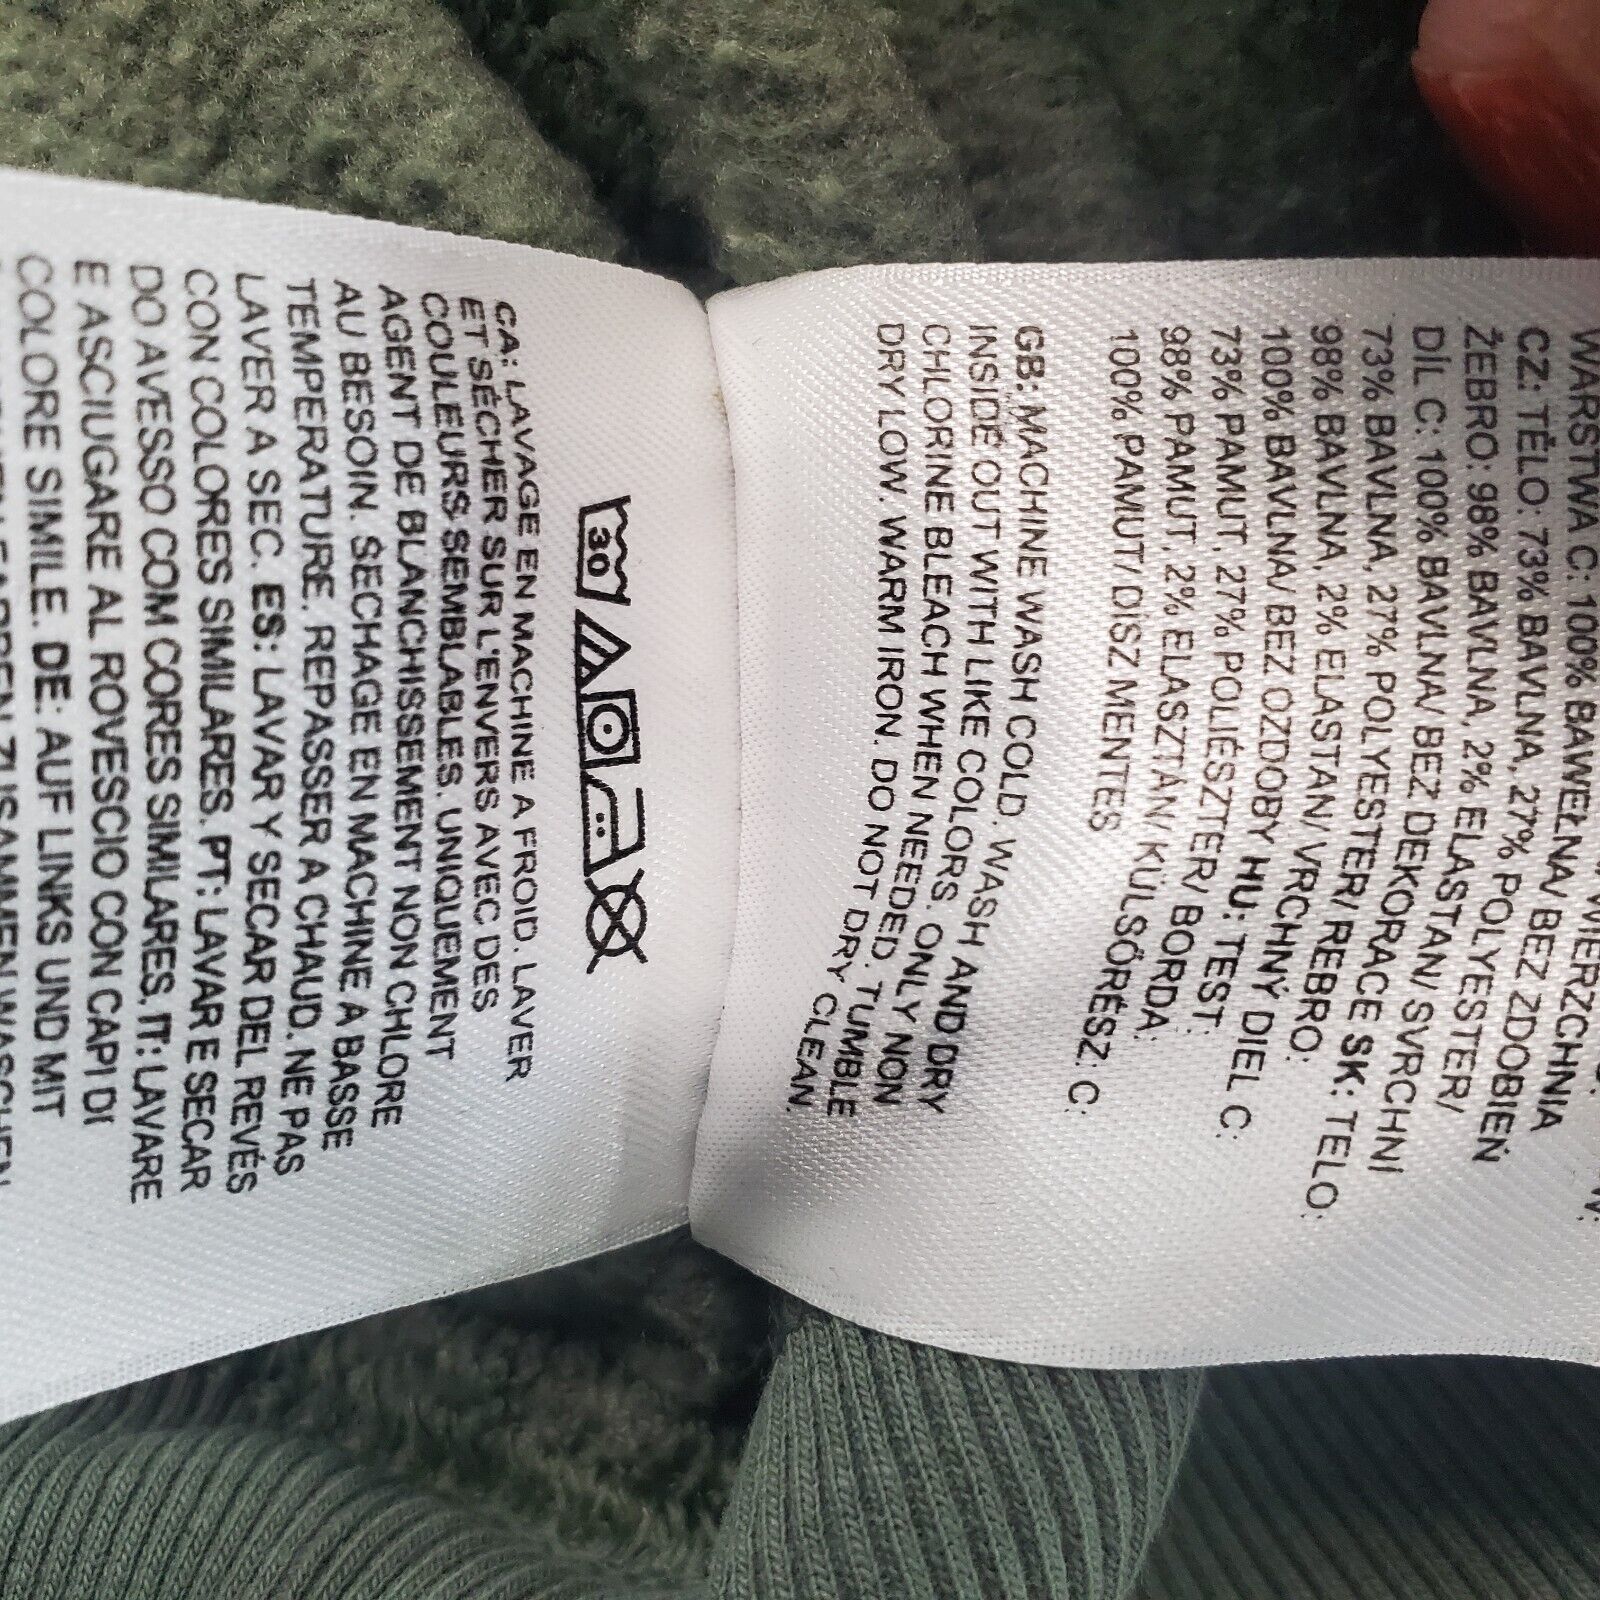 WARSTWA C: 100% BAWEŁNA/ BEZ ZDOBIEŃ
CZ: TĚLO: 73% BAVLNA, 27% POLYESTER/
ŽEBRO: 98% BAVLNA, 2% ELASTAN/ SVRCHNI
DÍL C: 100% BAVLNA/ BEZ DEKORACE SK: TELO:
73% BAVLNA, 27% POLYESTER/ REBRO:
98% BAVLNA, 2% ELASTAN/ VRCHNÝ DIEL C:
100% BAVLNA/ BEZ OZDOBY HU: TEST:
73% PAMUT, 27% POLIÉSZTER/ BORDA:
98% PAMUT, 2% ELASZTÁN/ KÜLSŐRÉSZ: C:
100% PAMUT/ DÍSZ MENTES
GB: MACHINE WASH COLD. WASH AND DRY
INSIDE OUT WITH LIKE COLORS. ONLY NON
CHLORINE BLEACH WHEN NEEDED. TUMBLE
DRY LOW. WARM IRON. DO NOT DRY CLEAN.
30
CA: LAVAGE EN MACHINE A FROID. LAVER
ET SÉCHER SUR L'ENVERS AVEC DES
COULEURS SEMBLABLES. UNIQUEMENT
AGENT DE BLANCHISSEMENT NON CHLORE
AU BESOIN. SÉCHAGE EN MACHINE A BASSE
TEMPERATURE. REPASSER A CHAUD. NE PAS
LAVER A SEC. ES: LAVAR Y SECAR DEL REVÉS
CON COLORES SIMILARES. PT: LAVAR E SECAR
DO AVESSO COM CORES SIMILARES. IT: LAVARE
E ASCIUGARE AL ROVESCIO CON CAPI DI
COLORE SIMILE. DE: AUF LINKS UND MIT
ZUSAMMEN WASCHEN